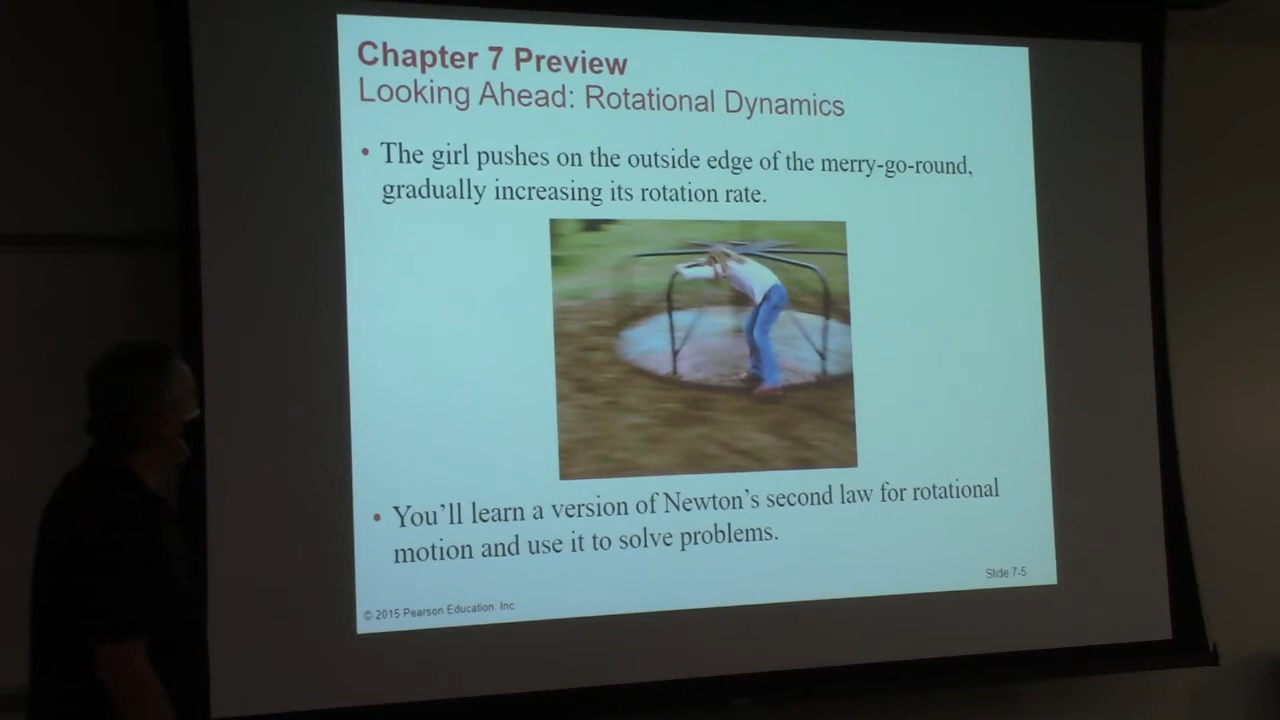 Chapter 7 Preview
Looking Ahead: Rotational Dynamics
• The girl pushes on the outside edge of the merry-go-round,
gradually increasing its rotation rate.
• You'll learn a version of Newton's second law for rotational
motion and use it to solve problems.
Slide 7-5
© 2015 Pearson Education, Inc